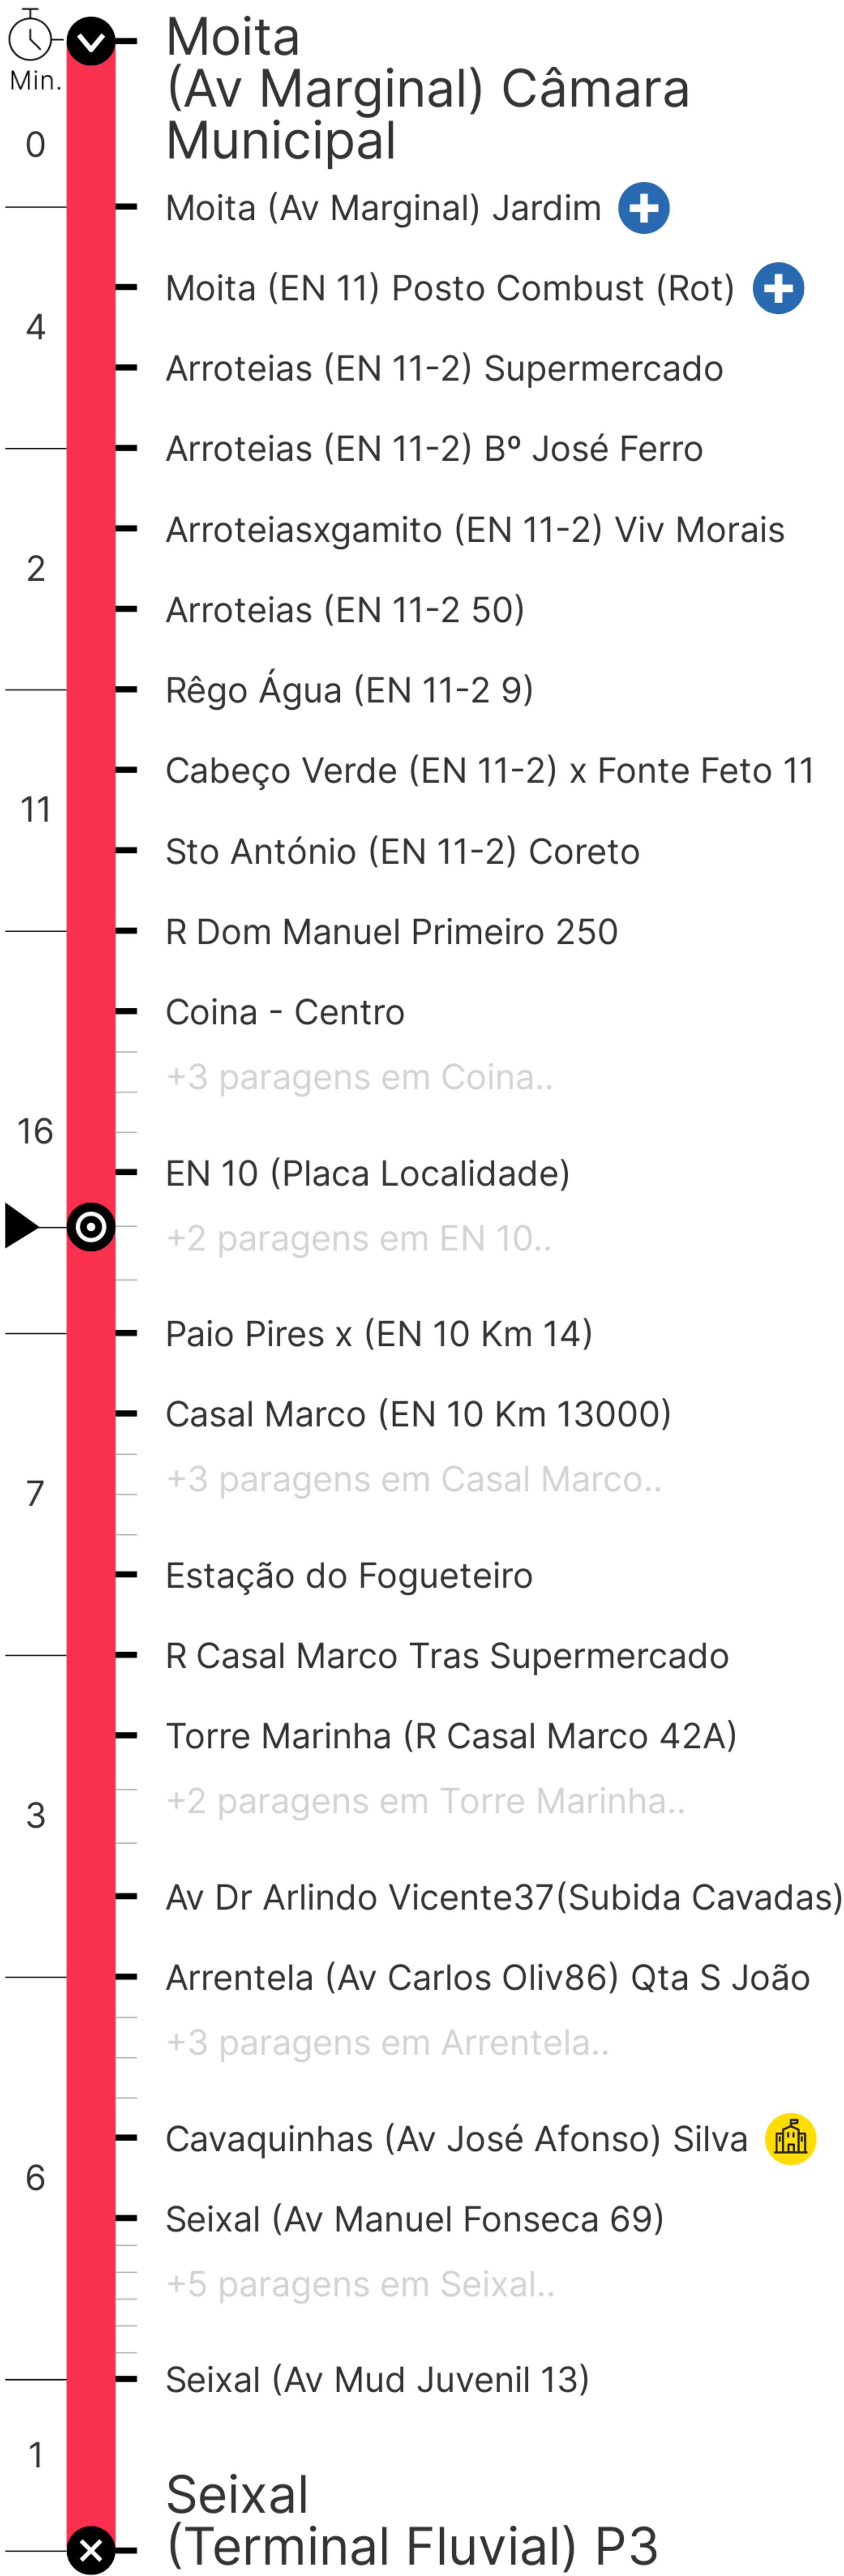 Moita
(Av Marginal) Câmara
Municipal
Min.
0
Moita (Av Marginal) Jardim
Moita (EN 11) Posto Combust (Rot)
4
Arroteias (EN 11-2) Supermercado
Arroteias (EN 11-2) Bº José Ferro
Arroteiasxgamito (EN 11-2) Viv Morais
2
Arroteias (EN 11-2 50)
Rêgo Água (EN 11-2 9)
Cabeço Verde (EN 11-2) x Fonte Feto 11
11
Sto António (EN 11-2) Coreto
R Dom Manuel Primeiro 250
Coina - Centro
+3 paragens em Coina..
16
EN 10 (Placa Localidade)
+2 paragens em EN 10..
Paio Pires x (EN 10 Km 14)
Casal Marco (EN 10 Km 13000)
+3 paragens em Casal Marco..
7
Estação do Fogueteiro
R Casal Marco Tras Supermercado
Torre Marinha (R Casal Marco 42A)
+2 paragens em Torre Marinha..
3
Av Dr Arlindo Vicente37(Subida Cavadas)
Arrentela (Av Carlos Oliv86) Qta S João
+3 paragens em Arrentela..
Cavaquinhas (Av José Afonso) Silva
6
Seixal (Av Manuel Fonseca 69)
+5 paragens em Seixal..
Seixal (Av Mud Juvenil 13)
1
Seixal
(Terminal Fluvial) P3